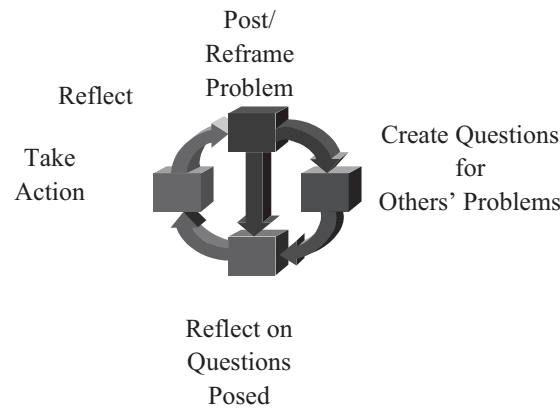 Post/
Reframe
Problem
Reflect
Create Questions
for
Others’ Problems
Take
Action
Reflect on
Questions
Posed